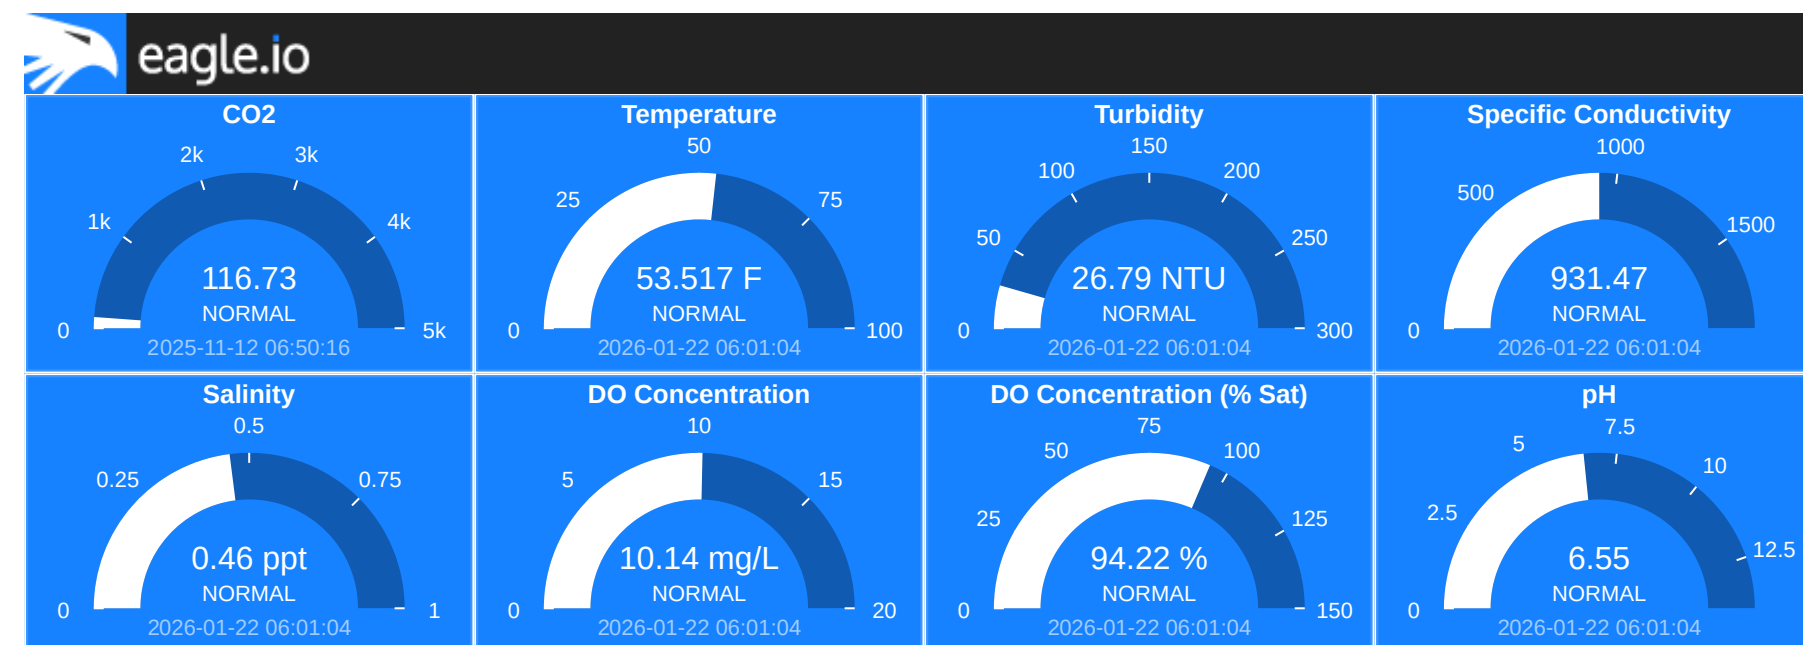 eagle.io
CO2
2k 3k
1k 4k
116.73
NORMAL
0 5k
2025-11-12 06:50:16
Temperature
50
25 75
53.517 F
NORMAL
0 100
2026-01-22 06:01:04
Turbidity
150
100 200
50 250
26.79 NTU
NORMAL
0 300
2026-01-22 06:01:04
Specific Conductivity
1000
500
1500
931.47
NORMAL
0
2026-01-22 06:01:04
Salinity
0.5
0.25 0.75
0.46 ppt
NORMAL
0 1
2026-01-22 06:01:04
DO Concentration
10
5 15
10.14 mg/L
NORMAL
0 20
2026-01-22 06:01:04
DO Concentration (% Sat)
75
50 100
25 125
94.22 %
NORMAL
0 150
2026-01-22 06:01:04
pH
7.5
5
10
2.5
12.5
6.55
NORMAL
0
2026-01-22 06:01:04